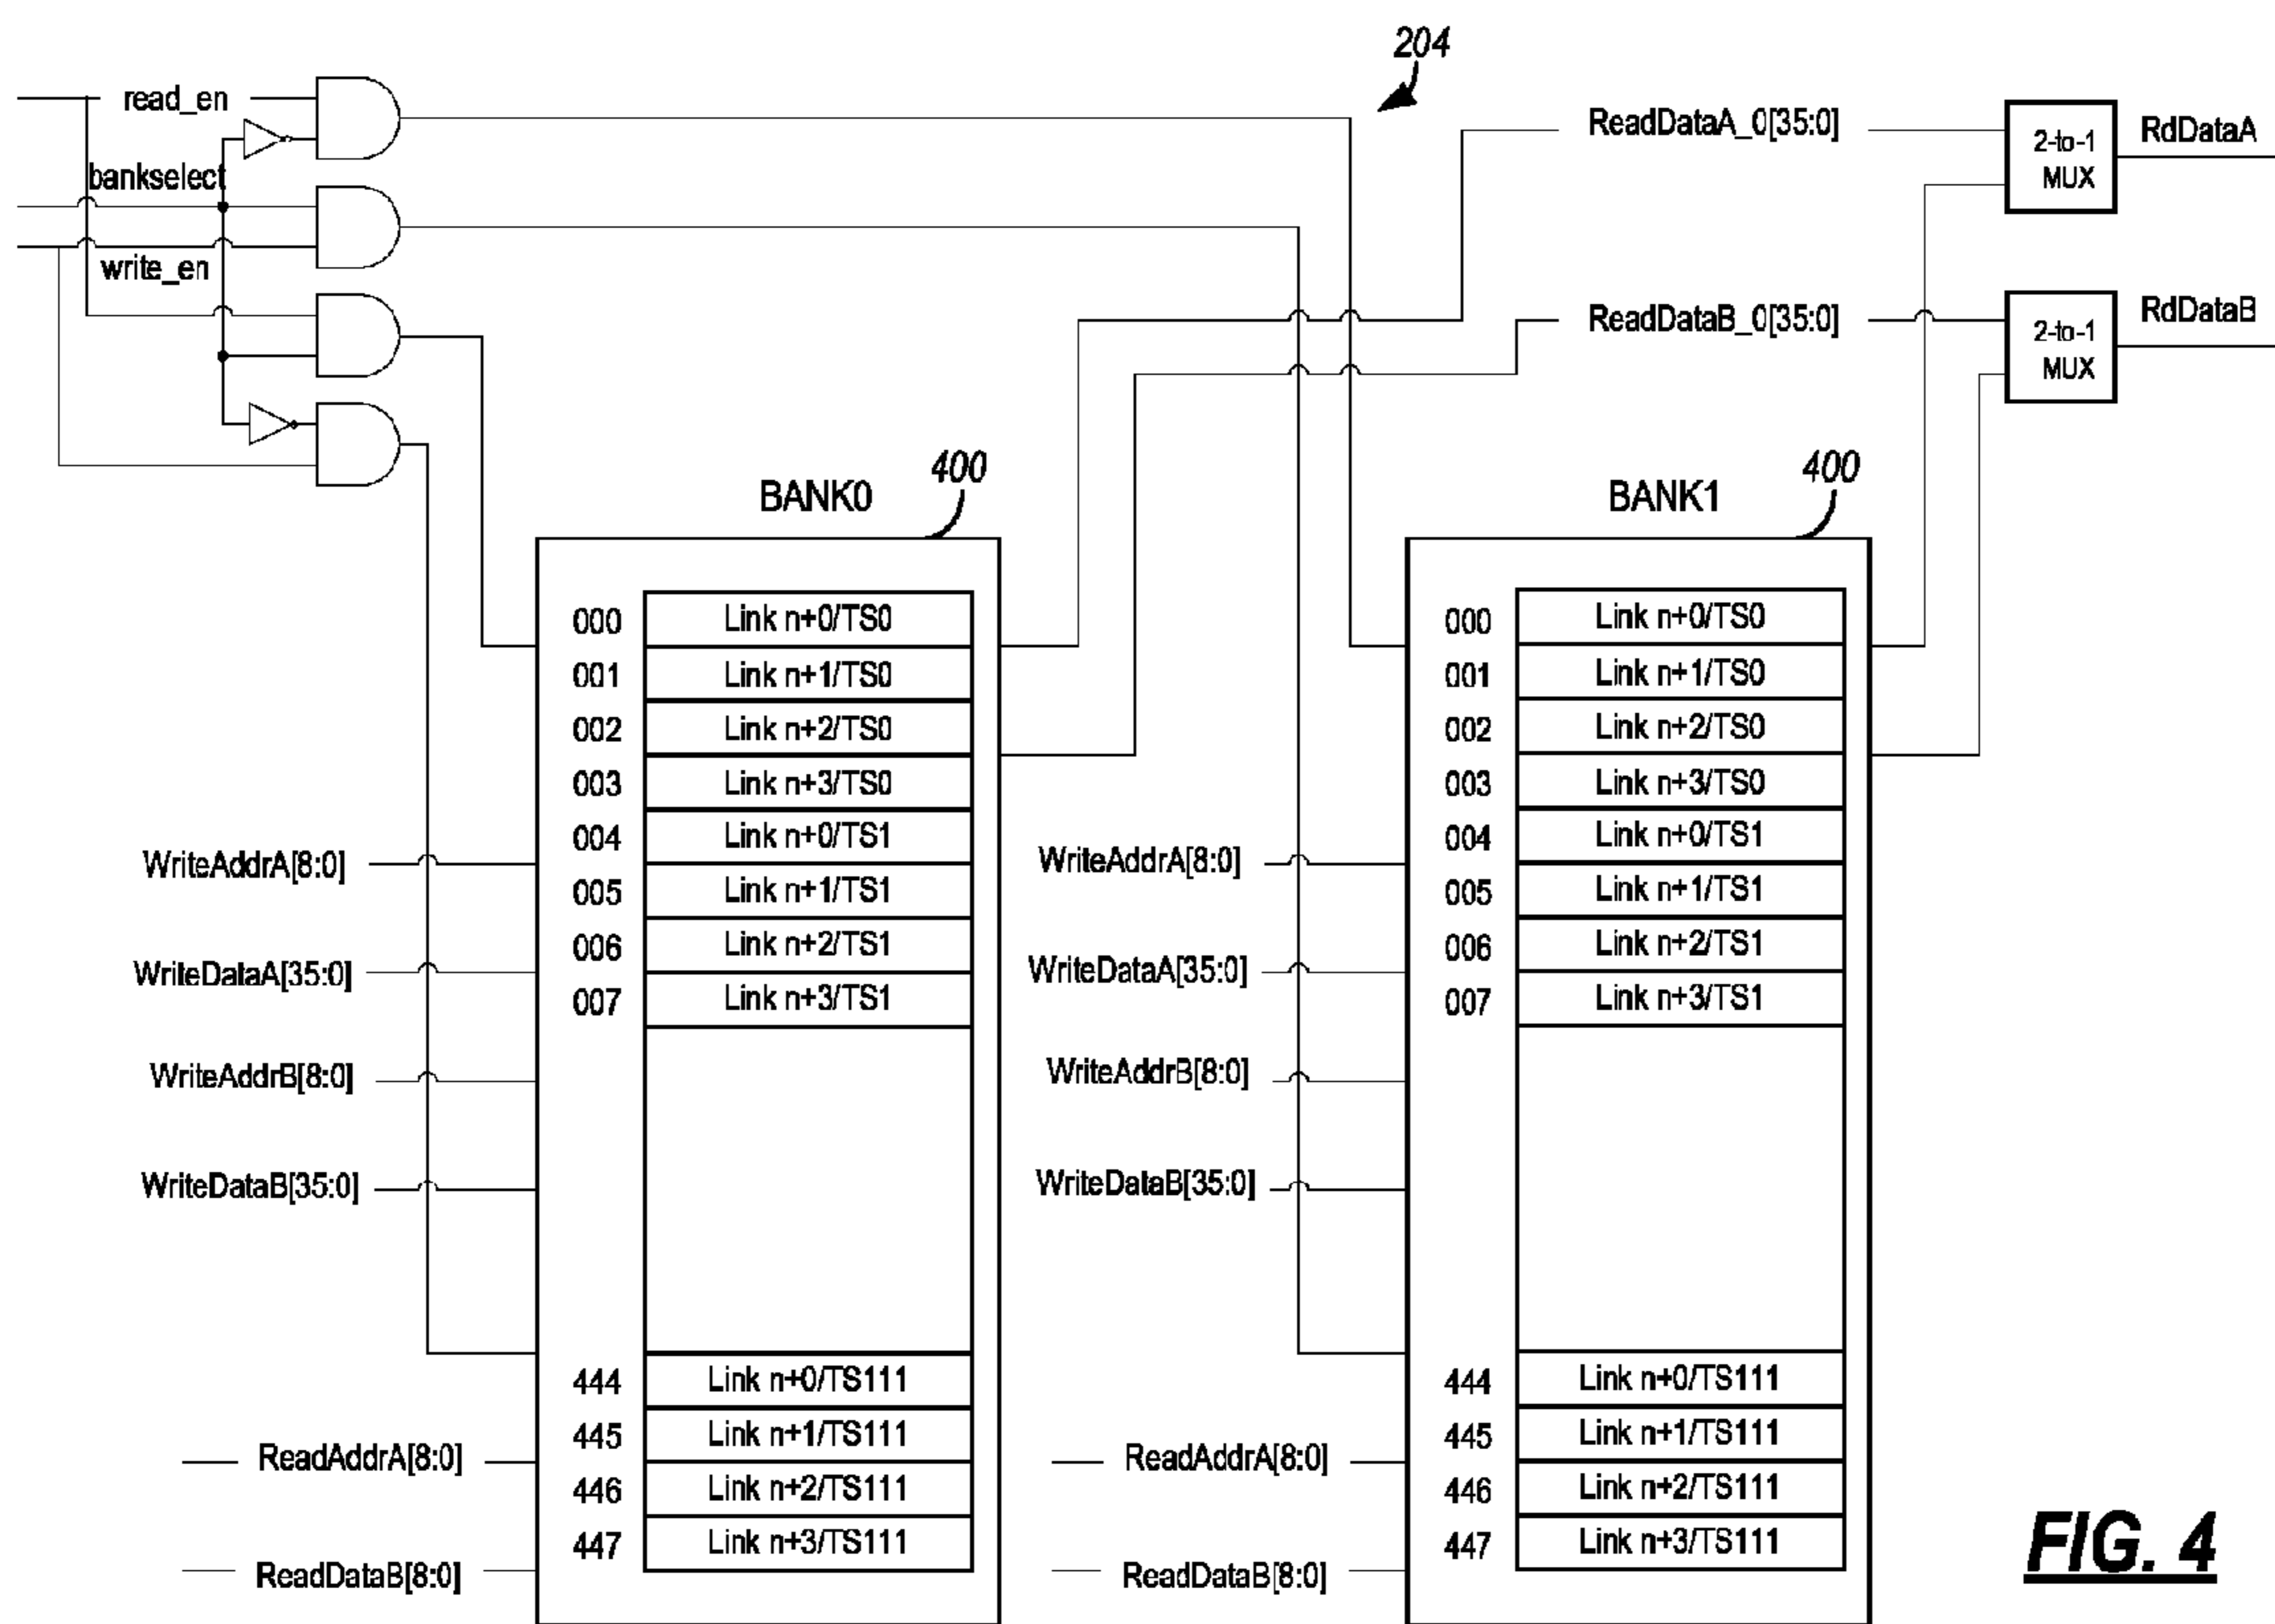 204
read_en
bankselect
write_en
ReadDataA_0[35:0]
2-to-1
MUX
RdDataA
ReadDataB_0[35:0]
2-to-1
MUX
RdDataB
BANK0
400
000 Link n+0/TS0
001 Link n+1/TS0
002 Link n+2/TS0
003 Link n+3/TS0
004 Link n+0/TS1
005 Link n+1/TS1
006 Link n+2/TS1
007 Link n+3/TS1
444 Link n+0/TS111
445 Link n+1/TS111
446 Link n+2/TS111
447 Link n+3/TS111
WriteAddrA[8:0]
WriteDataA[35:0]
WriteAddrB[8:0]
WriteDataB[35:0]
ReadAddrA[8:0]
ReadDataB[8:0]
BANK1
400
000 Link n+0/TS0
001 Link n+1/TS0
002 Link n+2/TS0
003 Link n+3/TS0
004 Link n+0/TS1
005 Link n+1/TS1
006 Link n+2/TS1
007 Link n+3/TS1
444 Link n+0/TS111
445 Link n+1/TS111
446 Link n+2/TS111
447 Link n+3/TS111
WriteAddrA[8:0]
WriteDataA[35:0]
WriteAddrB[8:0]
WriteDataB[35:0]
ReadAddrA[8:0]
ReadDataB[8:0]
FIG. 4